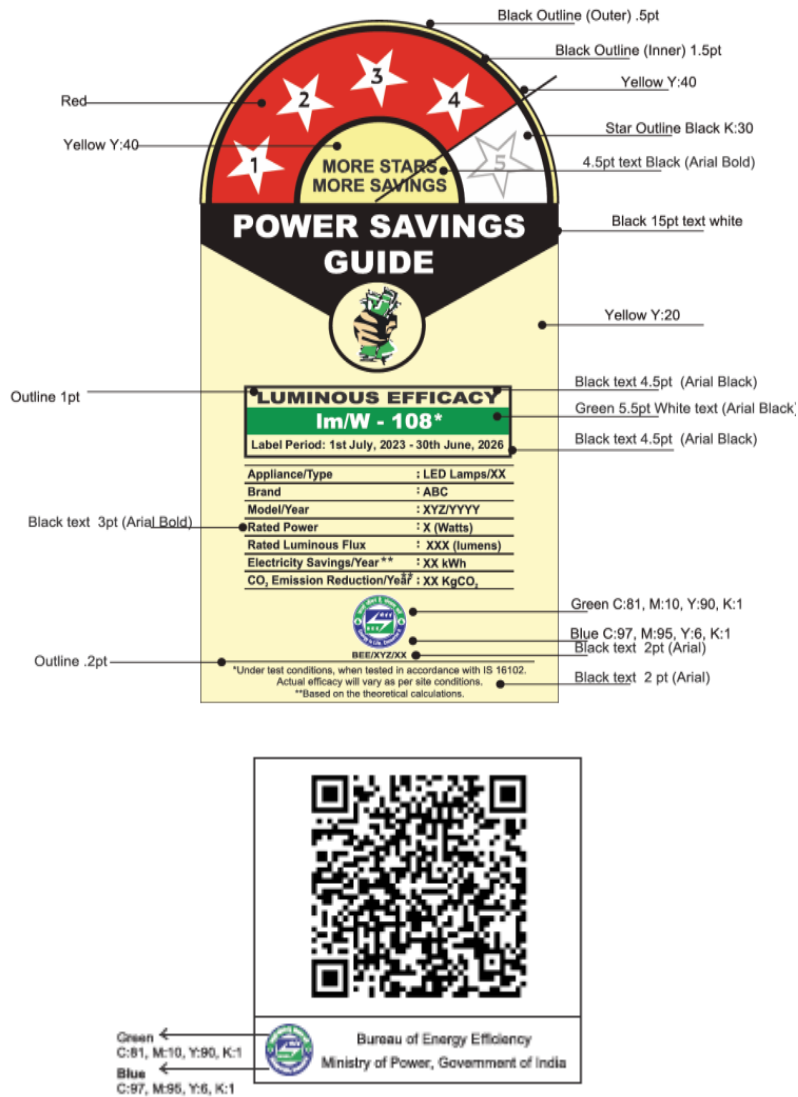 Black Outline (Outer) .5pt
Black Outline (Inner) 1.5pt
Yellow Y:40
Red
Star Outline Black K:30
Yellow Y:40
4.5pt text Black (Arial Bold)
1
2
3
4
5
MORE STARS
MORE SAVINGS
Black 15pt text white
POWER SAVINGS
GUIDE
Yellow Y:20
Outline 1pt
Black text 4.5pt (Arial Black)
LUMINOUS EFFICACY
Green 5.5pt White text (Arial Black)
lm/W - 108*
Black text 4.5pt (Arial Black)
Label Period: 1st July, 2023 - 30th June, 2026
Appliance/Type : LED Lamps/XX
Brand : ABC
Model/Year : XYZ/YYYY
Black text 3pt (Arial Bold)
Rated Power : X (Watts)
Rated Luminous Flux : XXX (lumens)
Electricity Savings/Year** : XX kWh
CO₂ Emission Reduction/Year** : XX KgCO₂
Green C:81, M:10, Y:90, K:1
Blue C:97, M:95, Y:6, K:1
Black text 2pt (Arial)
BEE/XYZ/XX
Outline .2pt
*Under test conditions, when tested in accordance with IS 16102.
Actual efficacy will vary as per site conditions.
**Based on the theoretical calculations.
Black text 2 pt (Arial)
Green
C:81, M:10, Y:90, K:1
Blue
C:97, M:95, Y:6, K:1
Bureau of Energy Efficiency
Ministry of Power, Government of India